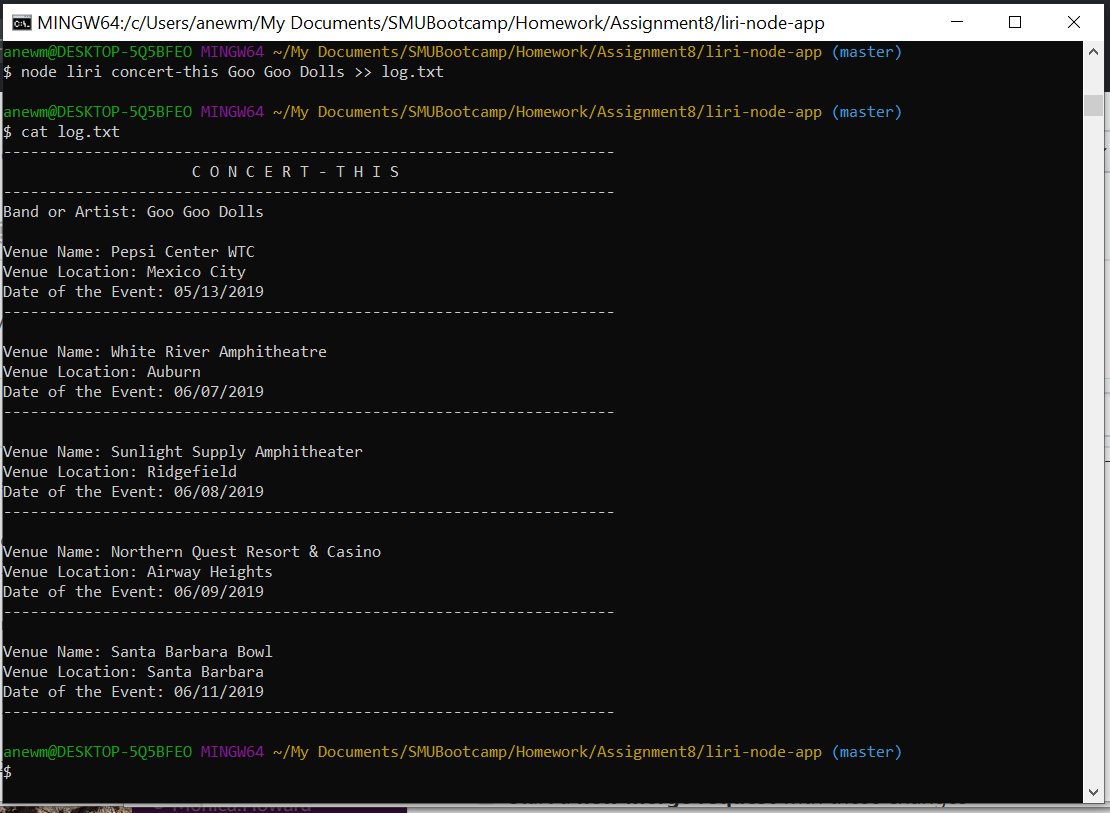 MINGW64:/c/Users/anewm/My Documents/SMUBootcamp/Homework/Assignment8/liri-node-app
anewm@DESKTOP-5Q5BFEO MINGW64 ~/My Documents/SMUBootcamp/Homework/Assignment8/liri-node-app (master)
$ node liri concert-this Goo Goo Dolls >> log.txt
anewm@DESKTOP-5Q5BFEO MINGW64 ~/My Documents/SMUBootcamp/Homework/Assignment8/liri-node-app (master)
$ cat log.txt
--------------------------------------------------------------------
C O N C E R T - T H I S
--------------------------------------------------------------------
Band or Artist: Goo Goo Dolls
Venue Name: Pepsi Center WTC
Venue Location: Mexico City
Date of the Event: 05/13/2019
--------------------------------------------------------------------
Venue Name: White River Amphitheatre
Venue Location: Auburn
Date of the Event: 06/07/2019
--------------------------------------------------------------------
Venue Name: Sunlight Supply Amphitheater
Venue Location: Ridgefield
Date of the Event: 06/08/2019
--------------------------------------------------------------------
Venue Name: Northern Quest Resort & Casino
Venue Location: Airway Heights
Date of the Event: 06/09/2019
--------------------------------------------------------------------
Venue Name: Santa Barbara Bowl
Venue Location: Santa Barbara
Date of the Event: 06/11/2019
--------------------------------------------------------------------
anewm@DESKTOP-5Q5BFEO MINGW64 ~/My Documents/SMUBootcamp/Homework/Assignment8/liri-node-app (master)
$